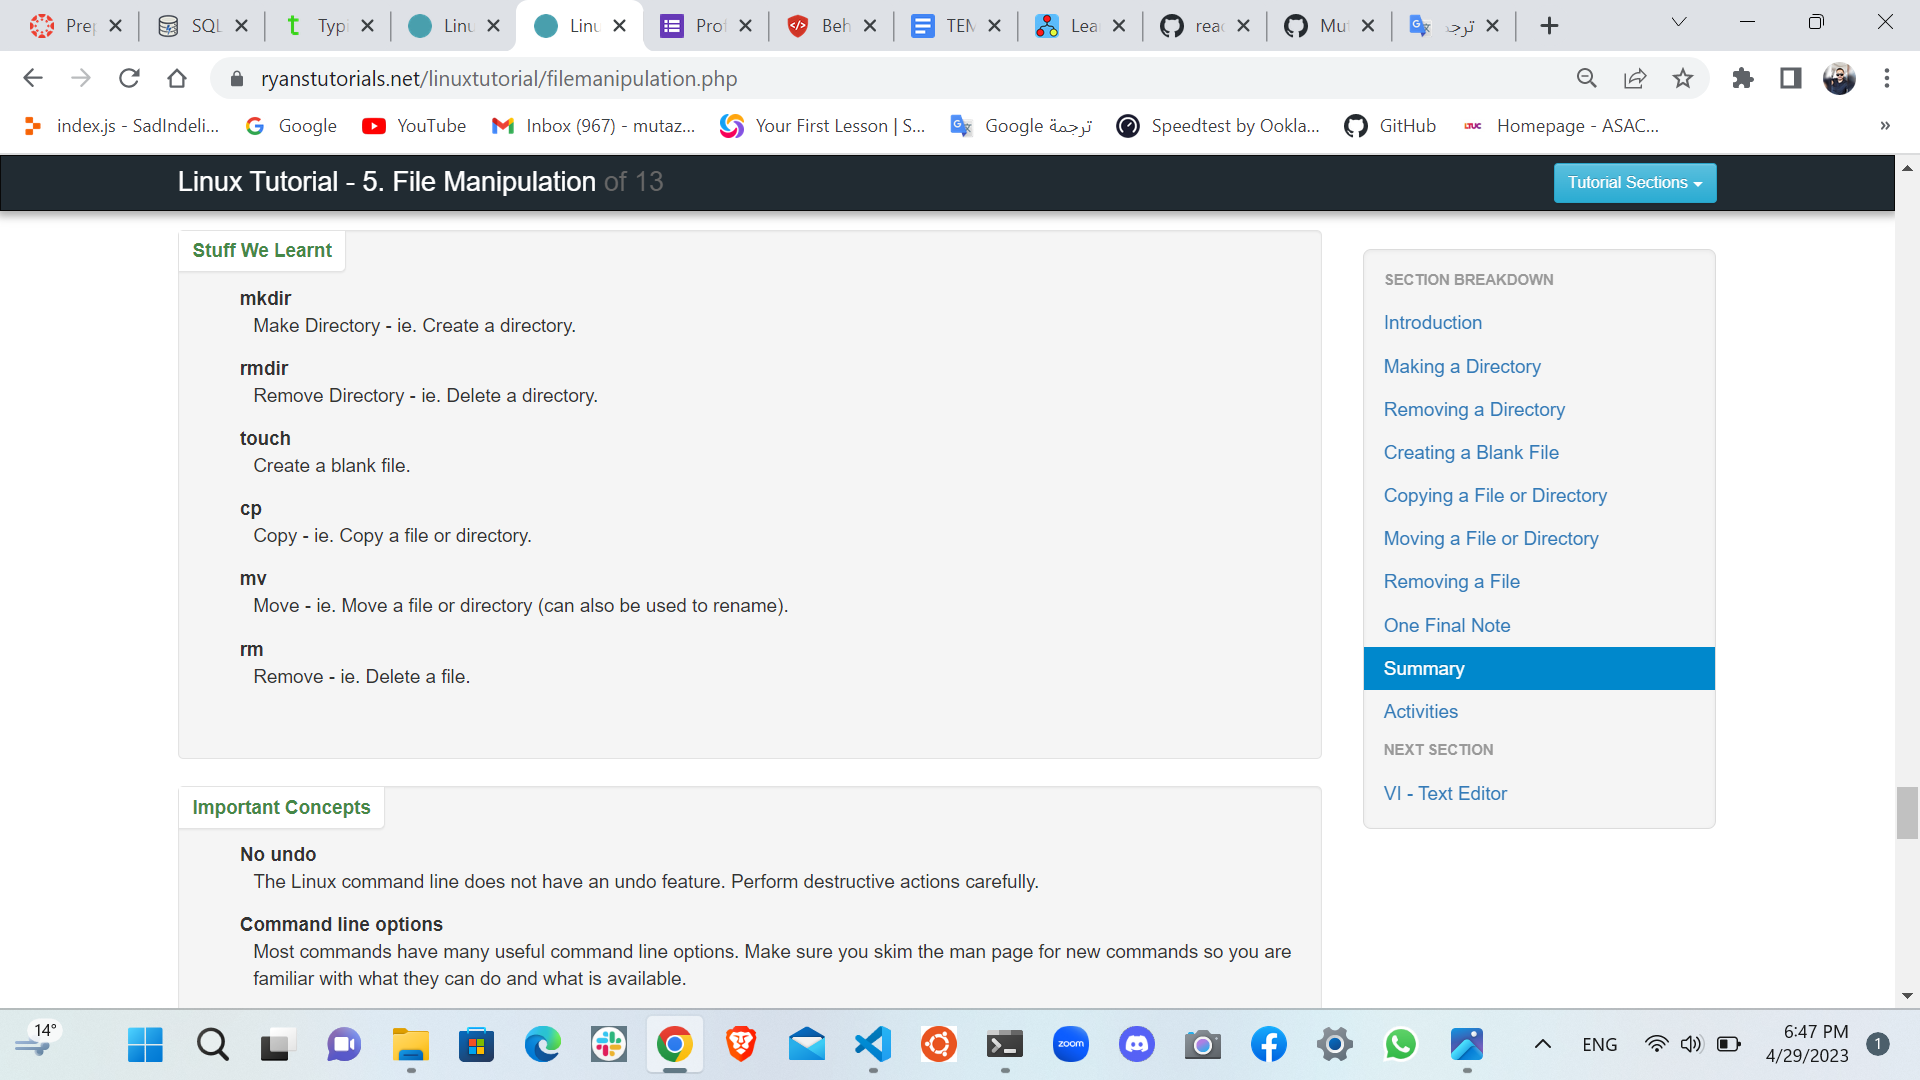 Prep
SQL
Typi
Linu
Linu
Prof
Beh
TEM
Lea
reac
Mut
ترجد
ryanstutorials.net/linuxtutorial/filemanipulation.php
index.js - SadIndeli...
Google
YouTube
Inbox (967) - mutaz...
Your First Lesson | S...
ترجمة Google
Speedtest by Ookla...
GitHub
LTUC
Homepage - ASAC...
»
Linux Tutorial - 5. File Manipulation of 13
Tutorial Sections
Stuff We Learnt
mkdir
Make Directory - ie. Create a directory.
rmdir
Remove Directory - ie. Delete a directory.
touch
Create a blank file.
cp
Copy - ie. Copy a file or directory.
mv
Move - ie. Move a file or directory (can also be used to rename).
rm
Remove - ie. Delete a file.
Important Concepts
No undo
The Linux command line does not have an undo feature. Perform destructive actions carefully.
Command line options
Most commands have many useful command line options. Make sure you skim the man page for new commands so you are
familiar with what they can do and what is available.
SECTION BREAKDOWN
Introduction
Making a Directory
Removing a Directory
Creating a Blank File
Copying a File or Directory
Moving a File or Directory
Removing a File
One Final Note
Summary
Activities
NEXT SECTION
VI - Text Editor
14°
zoom
ENG
6:47 PM
4/29/2023
1